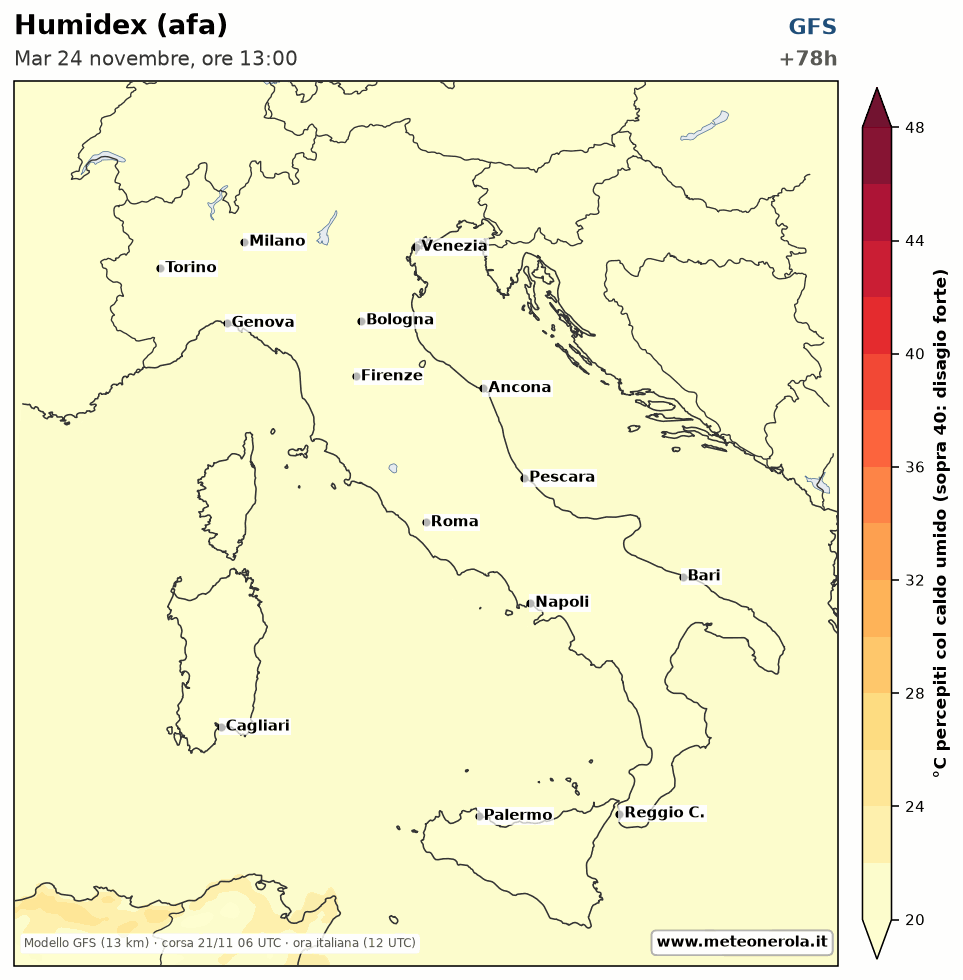 Humidex (afa)
GFS
Mar 24 novembre, ore 13:00
+78h
Milano
Venezia
Torino
Genova
Bologna
Firenze
Ancona
Pescara
Roma
Bari
Napoli
Cagliari
Palermo
Reggio C.
48
44
40
36
32
28
24
20
°C percepiti col caldo umido (sopra 40: disagio forte)
Modello GFS (13 km) · corsa 21/11 06 UTC · ora italiana (12 UTC)
www.meteonerola.it